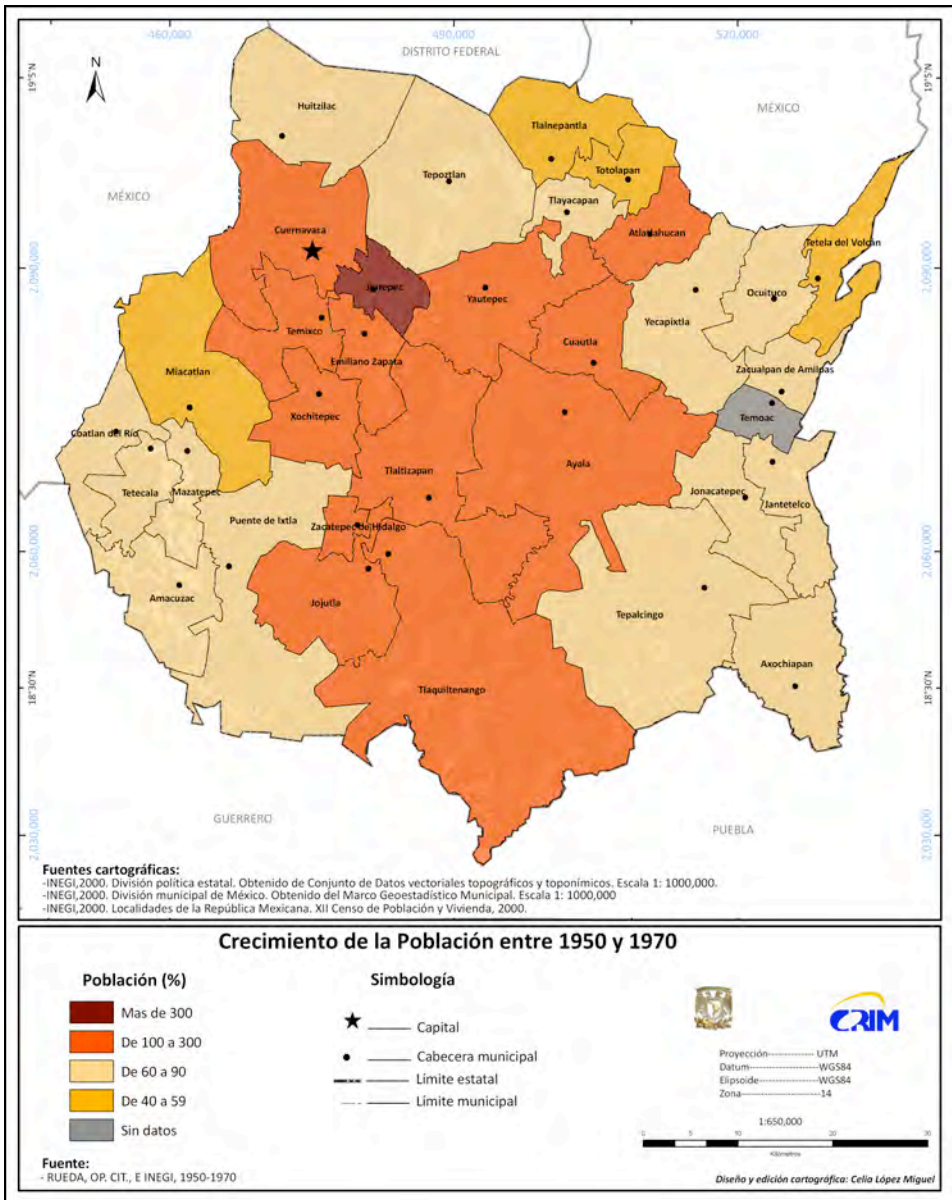 460,000
490,000
520,000
DISTRITO FEDERAL
N
19°5'N
19°5'N
Huitzilac
MÉXICO
Tlalnepantla
Tepoztlan
Totolapan
MÉXICO
Tlayacapan
Cuernavaca
Atlatlahucan
Tetela del Volcán
2,090,000
2,090,000
Jiutepec
Yautepec
Ocuituco
Yecapixtla
Temixco
Cuautla
Emiliano Zapata
Zacualpan de Amilpas
Miacatlan
Xochitepec
Temoac
Coatlan del Río
Ayala
Tlaltizapan
Tetecala
Mazatepec
Jonacatepec
Jantetelco
Puente de Ixtla
Zacatepec de Hidalgo
2,060,000
2,060,000
Amacuzac
Jojutla
Tepalcingo
Axochiapan
18°30'N
Tlaquiltenango
18°30'N
GUERRERO
PUEBLA
2,030,000
2,030,000
Fuentes cartográficas:
-INEGI,2000. División política estatal. Obtenido de Conjunto de Datos vectoriales topográficos y toponímicos. Escala 1: 1000,000.
-INEGI,2000. División municipal de México. Obtenido del Marco Geoestadístico Municipal. Escala 1: 1000,000
-INEGI,2000. Localidades de la República Mexicana. XII Censo de Población y Vivienda, 2000.
Crecimiento de la Población entre 1950 y 1970
Población (%)
Mas de 300
De 100 a 300
De 60 a 90
De 40 a 59
Sin datos
Simbología
Capital
Cabecera municipal
Límite estatal
Límite municipal
CRIM
Proyección------------- UTM
Datum------------------WGS84
Elipsoide---------------WGS84
Zona--------------------14
1:650,000
0 5 10 20 30
Kilometros
Fuente:
- RUEDA, OP. CIT., E INEGI, 1950-1970
Diseño y edición cartográfica: Celia López Miguel